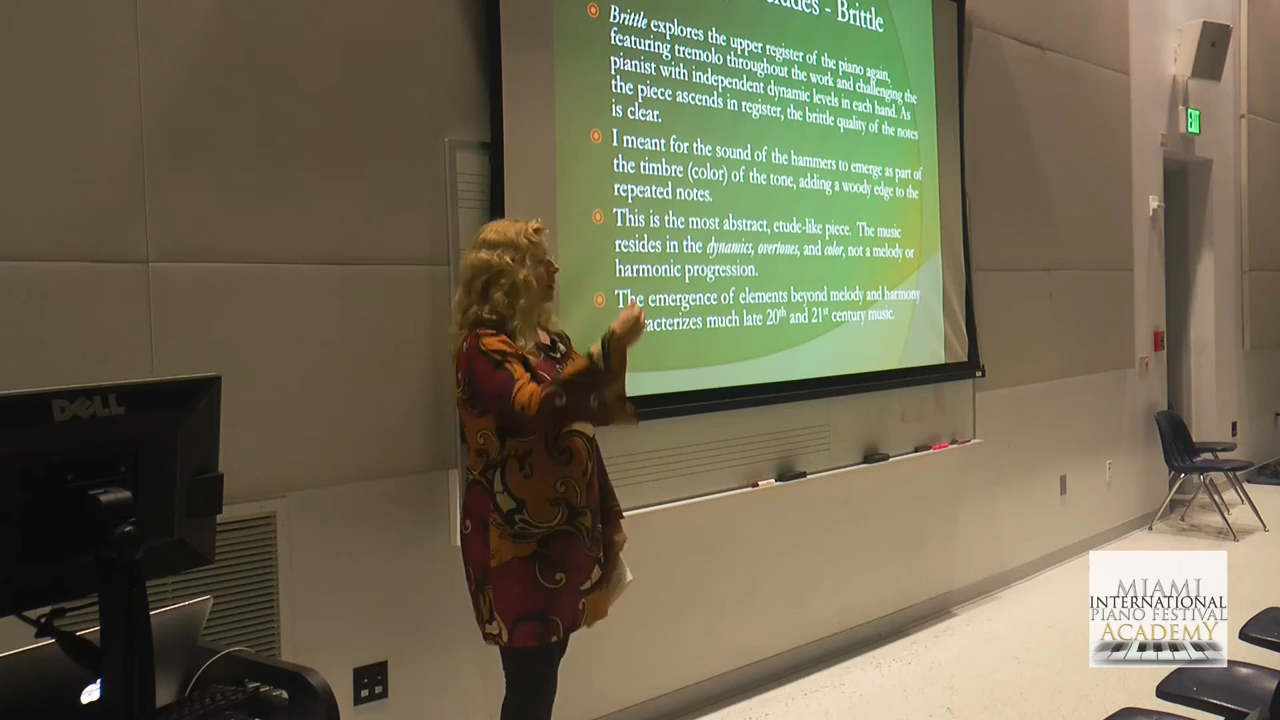 - Brittle
Brittle explores the upper register of the piano again,
featuring tremolo throughout the work and challenging the
pianist with independent dynamic levels in each hand. As
the piece ascends in register, the brittle quality of the notes
is clear.
I meant for the sound of the hammers to emerge as part of
the timbre (color) of the tone, adding a woody edge to the
repeated notes.
This is the most abstract, etude-like piece. The music
resides in the dynamics, overtones, and color, not a melody or
harmonic progression.
The emergence of elements beyond melody and harmony
racterizes much late 20th and 21st century music.
EXIT
DELL
MIAMI
INTERNATIONAL
PIANO FESTIVAL
ACADEMY